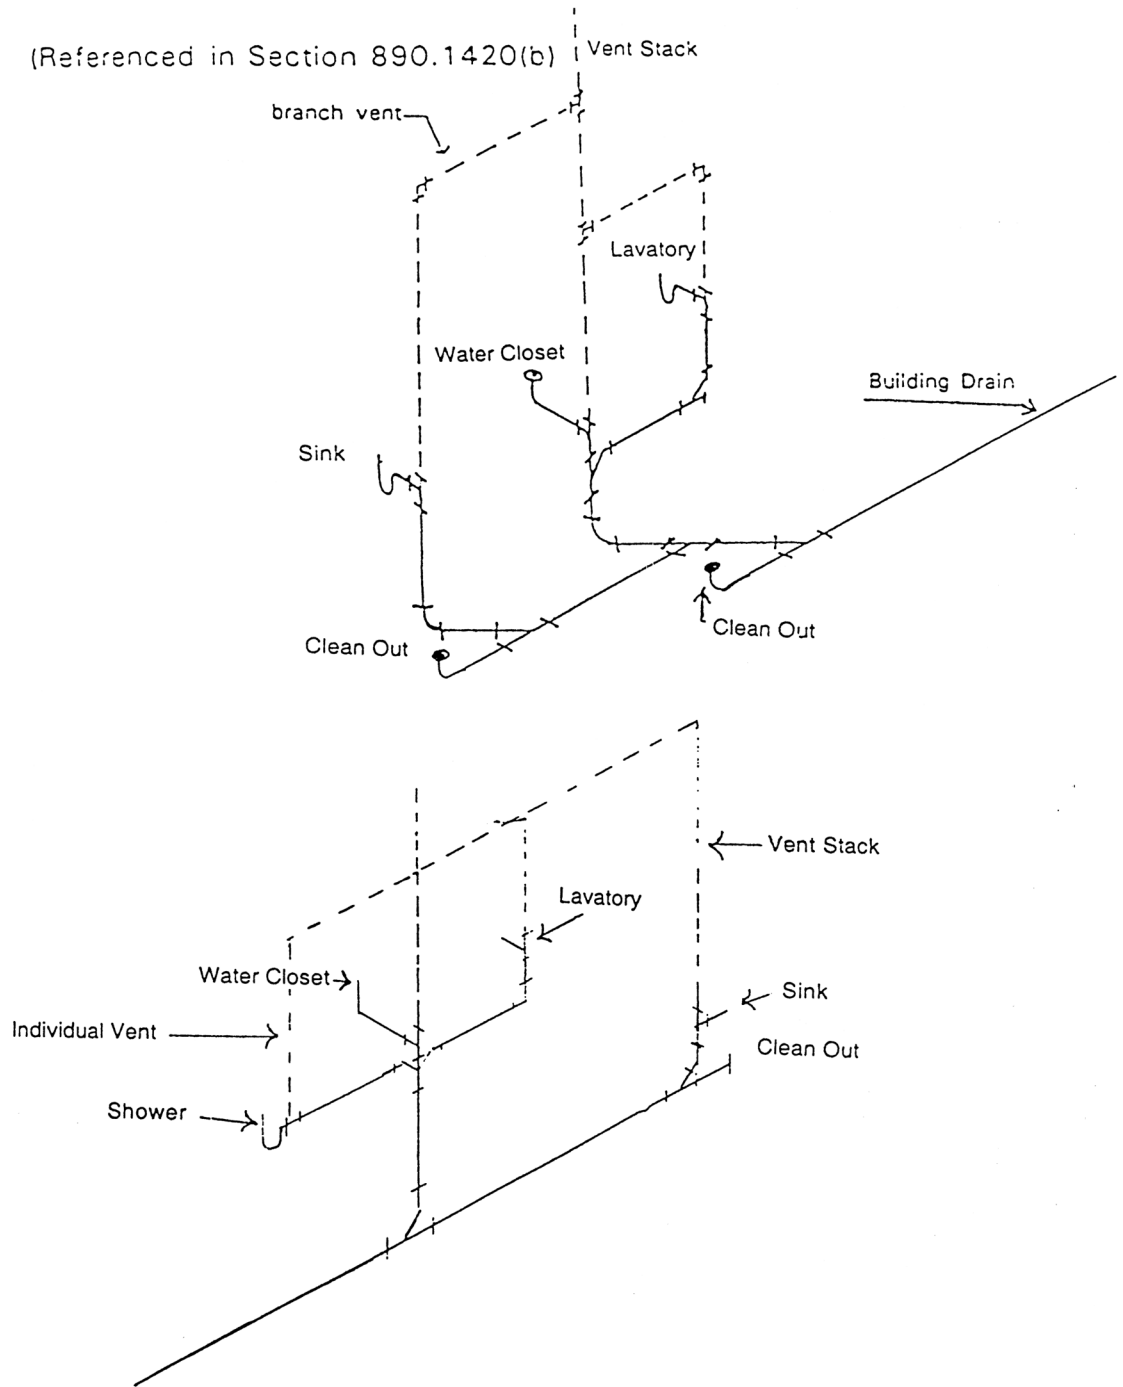 (Referenced in Section 890.1420(b)
Vent Stack
branch vent
Lavatory
Water Closet
Building Drain
Sink
Clean Out
Clean Out
Vent Stack
Lavatory
Water Closet
Sink
Individual Vent
Clean Out
Shower